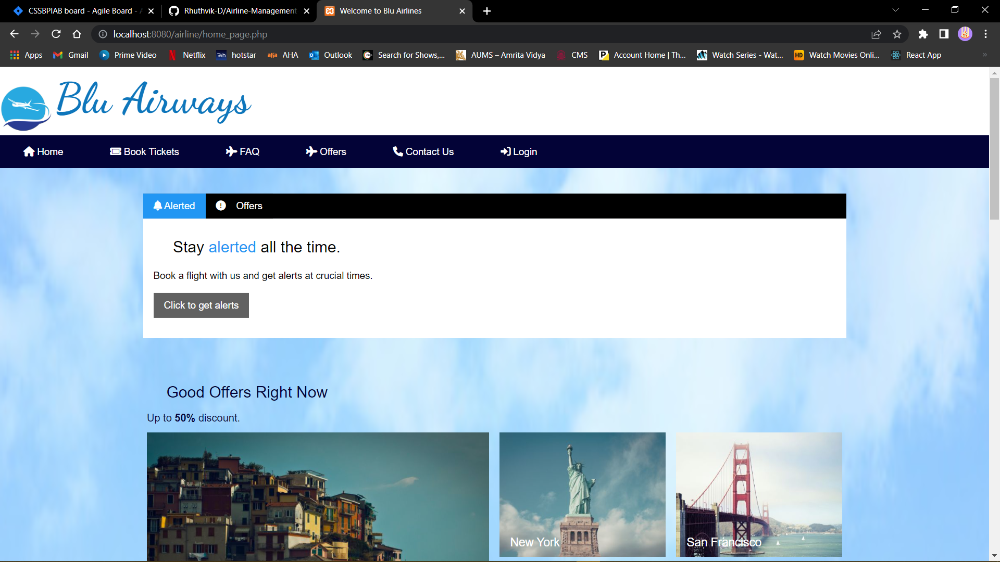 CSSBPIAB board - Agile Board -
Rhuthvik-D/Airline-Management
Welcome to Blu Airlines
localhost:8080/airline/home_page.php
Apps
Gmail
Prime Video
Netflix
hotstar
AHA
Outlook
Search for Shows,...
AUMS – Amrita Vidya
CMS
Account Home | Th...
Watch Series - Wat...
HD Watch Movies Onli...
React App
Blu Airways
Home
Book Tickets
FAQ
Offers
Contact Us
Login
Alerted
Offers
Stay alerted all the time.
Book a flight with us and get alerts at crucial times.
Click to get alerts
Good Offers Right Now
Up to 50% discount.
New York
San Francisco